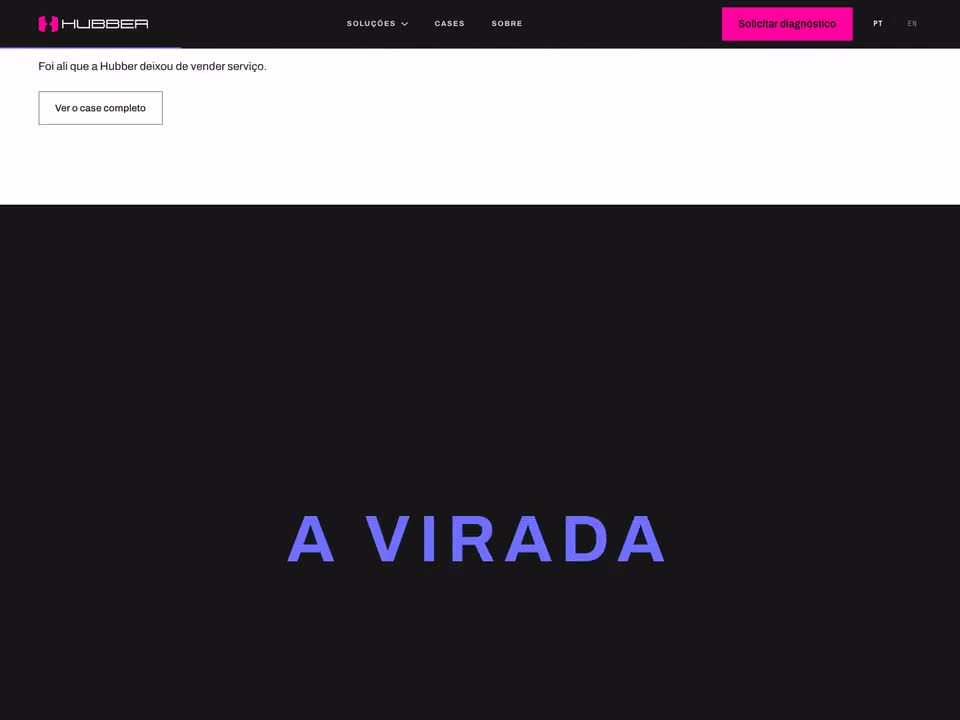 HUBBER
SOLUÇÕES
CASES
SOBRE
Solicitar diagnóstico
PT
EN
Foi ali que a Hubber deixou de vender serviço.
Ver o case completo
A VIRADA